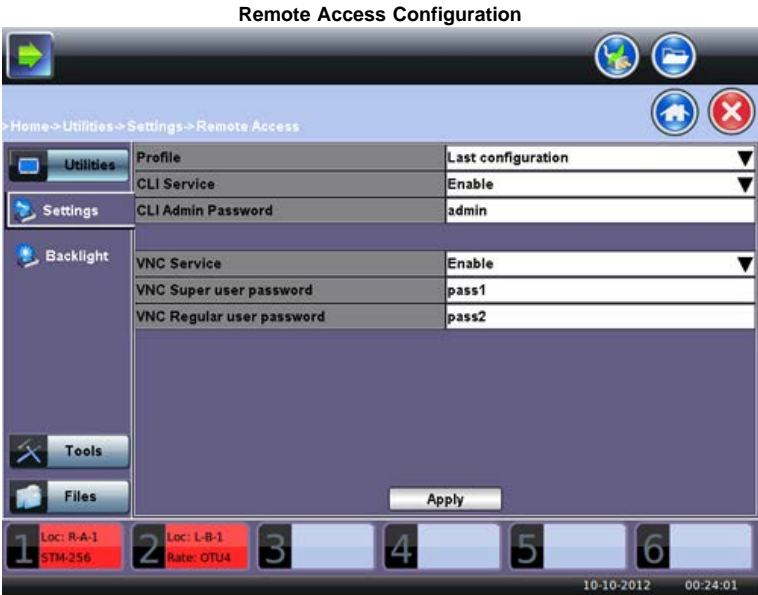 Remote Access Configuration
>Home->Utilities->Settings->Remote Access
Utilities
Settings
Backlight
Tools
Files
Profile Last configuration
CLI Service Enable
CLI Admin Password admin
VNC Service Enable
VNC Super user password pass1
VNC Regular user password pass2
Apply
1 Loc: R-A-1
STM-256
2 Loc: L-B-1
Rate: OTU4
3
4
5
6
10-10-2012 00:24:01